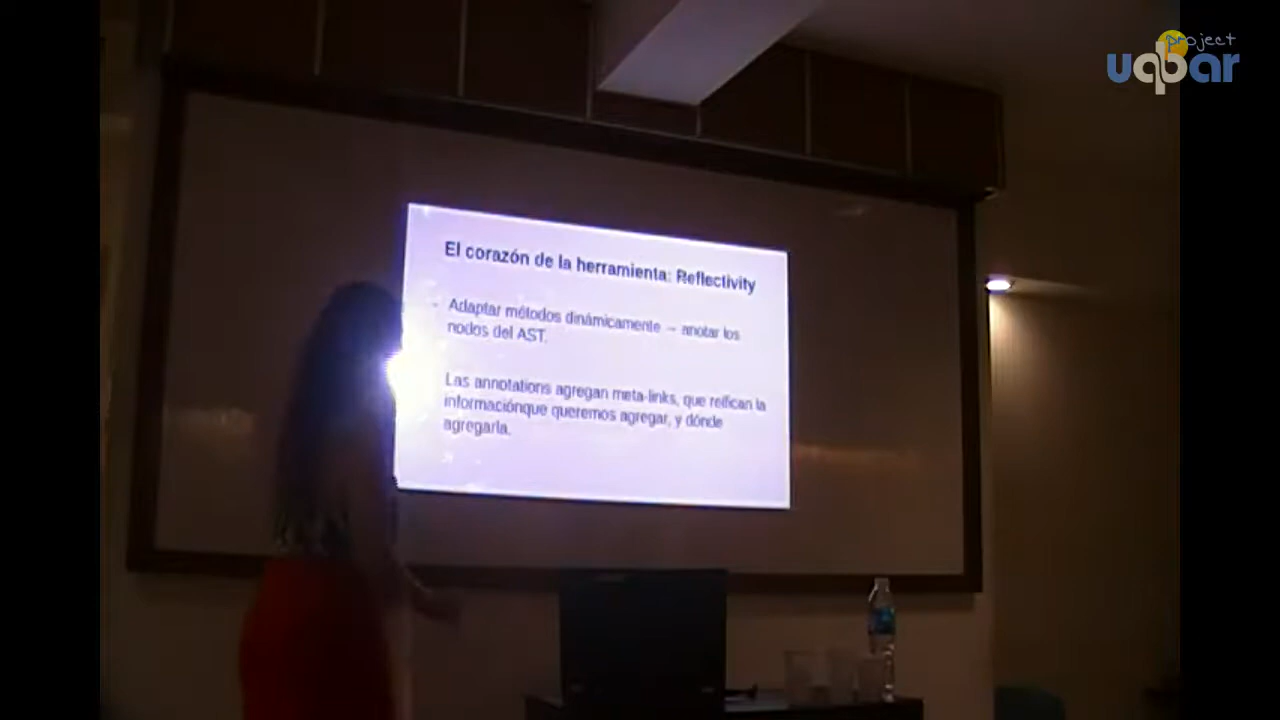 project
uqbar
El corazón de la herramienta: Reflectivity
- Adaptar métodos dinámicamente → anotar los
nodos del AST.
Las annotations agregan meta-links, que reifican la
informaciónque queremos agregar, y dónde
agregarla.